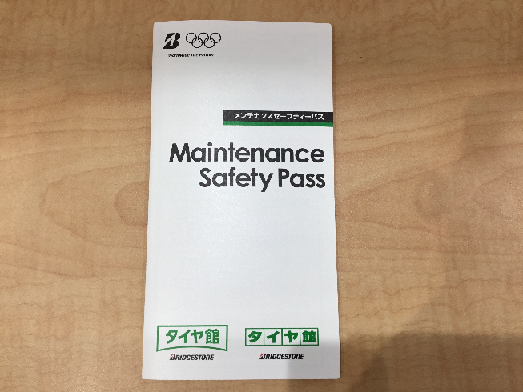 メンテナンスセーフティーパス
Maintenance
Safety Pass
タイヤ館 タイヤ館
BRIDGESTONE BRIDGESTONE